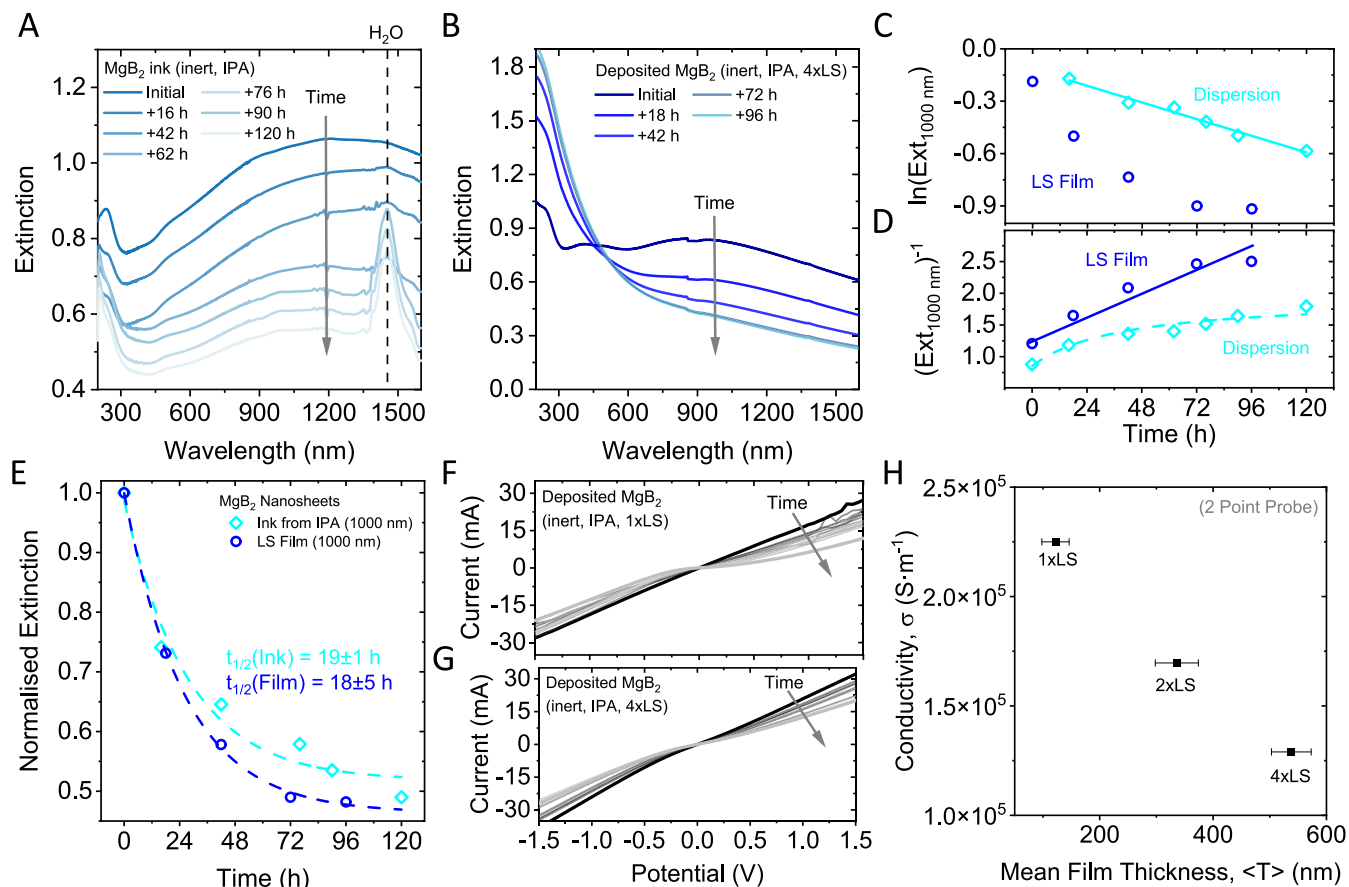 A
H₂O
MgB₂ ink (inert, IPA)
Initial
+16 h
+42 h
+62 h
+76 h
+90 h
+120 h
Time
1.2
1.0
0.8
0.6
0.4
Extinction
300 600 900 1200 1500
Wavelength (nm)
B
Deposited MgB₂ (inert, IPA, 4xLS)
Initial
+18 h
+42 h
+72 h
+96 h
Time
1.8
1.5
1.2
0.9
0.6
0.3
0.0
Extinction
300 600 900 1200 1500
Wavelength (nm)
C
0.0
-0.3
-0.6
-0.9
ln(Ext₁₀₀₀ ₙₘ)
Dispersion
LS Film
D
2.5
2.0
1.5
1.0
(Ext₁₀₀₀ ₙₘ)⁻¹
LS Film
Dispersion
0 24 48 72 96 120
Time (h)
E
MgB₂ Nanosheets
Ink from IPA (1000 nm)
LS Film (1000 nm)
t₁/₂(Ink) = 19±1 h
t₁/₂(Film) = 18±5 h
1.0
0.9
0.8
0.7
0.6
0.5
Normalised Extinction
0 24 48 72 96 120
Time (h)
F
Deposited MgB₂
(inert, IPA, 1xLS)
Time
30
15
0
-15
-30
Current (mA)
G
Deposited MgB₂
(inert, IPA, 4xLS)
Time
30
15
0
-15
-30
Current (mA)
-1.5 -1.0 -0.5 0.0 0.5 1.0 1.5
Potential (V)
H
(2 Point Probe)
2.5×10⁵
2.0×10⁵
1.5×10⁵
1.0×10⁵
Conductivity, σ (S·m⁻¹)
1xLS
2xLS
4xLS
200 400 600
Mean Film Thickness, <T> (nm)